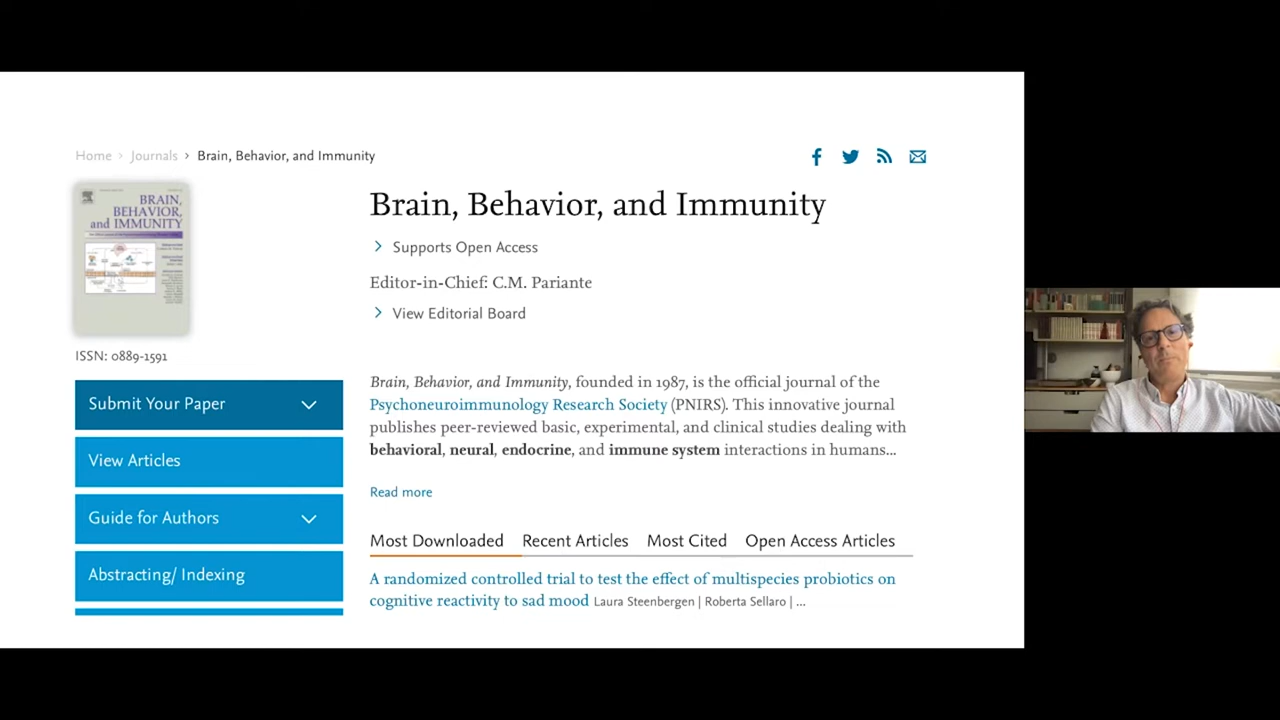 Home > Journals > Brain, Behavior, and Immunity
BRAIN,
BEHAVIOR,
and IMMUNITY
Brain, Behavior, and Immunity
> Supports Open Access
Editor-in-Chief: C.M. Pariante
> View Editorial Board
ISSN: 0889-1591
Submit Your Paper
View Articles
Guide for Authors
Abstracting/ Indexing
Brain, Behavior, and Immunity, founded in 1987, is the official journal of the
Psychoneuroimmunology Research Society (PNIRS). This innovative journal
publishes peer-reviewed basic, experimental, and clinical studies dealing with
behavioral, neural, endocrine, and immune system interactions in humans...
Read more
Most Downloaded Recent Articles Most Cited Open Access Articles
A randomized controlled trial to test the effect of multispecies probiotics on
cognitive reactivity to sad mood Laura Steenbergen | Roberta Sellaro | ...